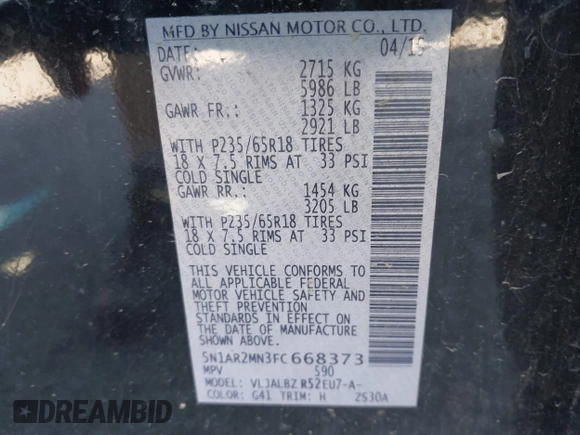 MFD BY NISSAN MOTOR CO., LTD.
DATE: 04/15
GVWR: 2715 KG
5986 LB
GAWR FR.: 1325 KG
2921 LB
WITH P235/65R18 TIRES
18 X 7.5 RIMS AT 33 PSI
COLD SINGLE
GAWR RR.: 1454 KG
3205 LB
WITH P235/65R18 TIRES
18 X 7.5 RIMS AT 33 PSI
COLD SINGLE
THIS VEHICLE CONFORMS TO
ALL APPLICABLE FEDERAL
MOTOR VEHICLE SAFETY AND
THEFT PREVENTION
STANDARDS IN EFFECT ON
THE DATE OF MANUFACTURE
SHOWN ABOVE.
5N1AR2MN3FC668373
MPV 590
MODEL: VLJALBZ R52EU7-A-
COLOR: G41 TRIM: H 2S30A
RIDESAFELY.COM